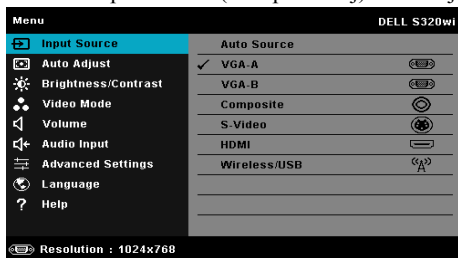 Menu DELL S320wi
Input Source Auto Source
Auto Adjust VGA-A
Brightness/Contrast VGA-B
Video Mode Composite
Volume S-Video
Audio Input HDMI
Advanced Settings Wireless/USB
Language
? Help
Resolution : 1024x768